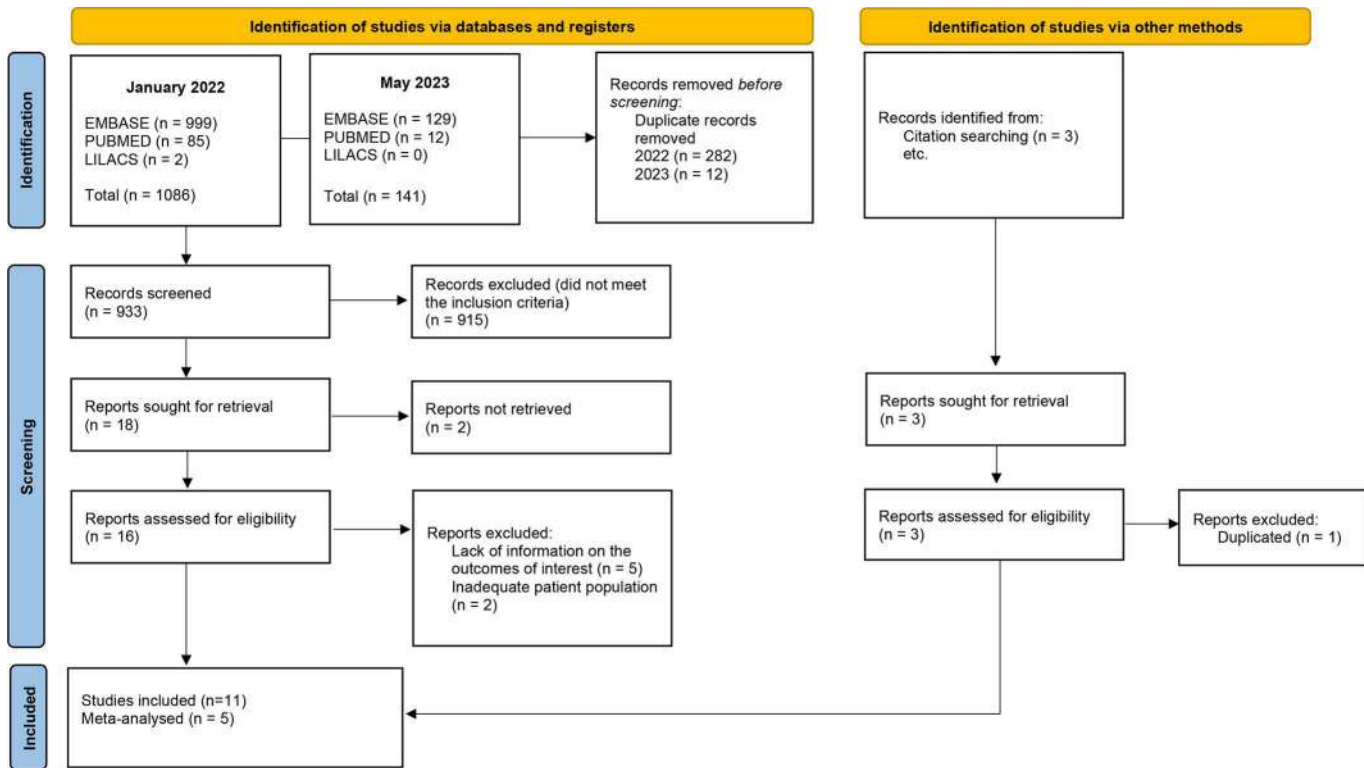 Identification of studies via databases and registers
Identification of studies via other methods
Identification
January 2022
EMBASE (n = 999)
PUBMED (n = 85)
LILACS (n = 2)
Total (n = 1086)
May 2023
EMBASE (n = 129)
PUBMED (n = 12)
LILACS (n = 0)
Total (n = 141)
Records removed before
screening:
Duplicate records
removed
2022 (n = 282)
2023 (n = 12)
Records identified from:
Citation searching (n = 3)
etc.
Screening
Records screened
(n = 933)
Records excluded (did not meet
the inclusion criteria)
(n = 915)
Reports sought for retrieval
(n = 18)
Reports not retrieved
(n = 2)
Reports sought for retrieval
(n = 3)
Reports assessed for eligibility
(n = 16)
Reports excluded:
Lack of information on the
outcomes of interest (n = 5)
Inadequate patient population
(n = 2)
Reports assessed for eligibility
(n = 3)
Reports excluded:
Duplicated (n = 1)
Included
Studies included (n=11)
Meta-analysed (n = 5)